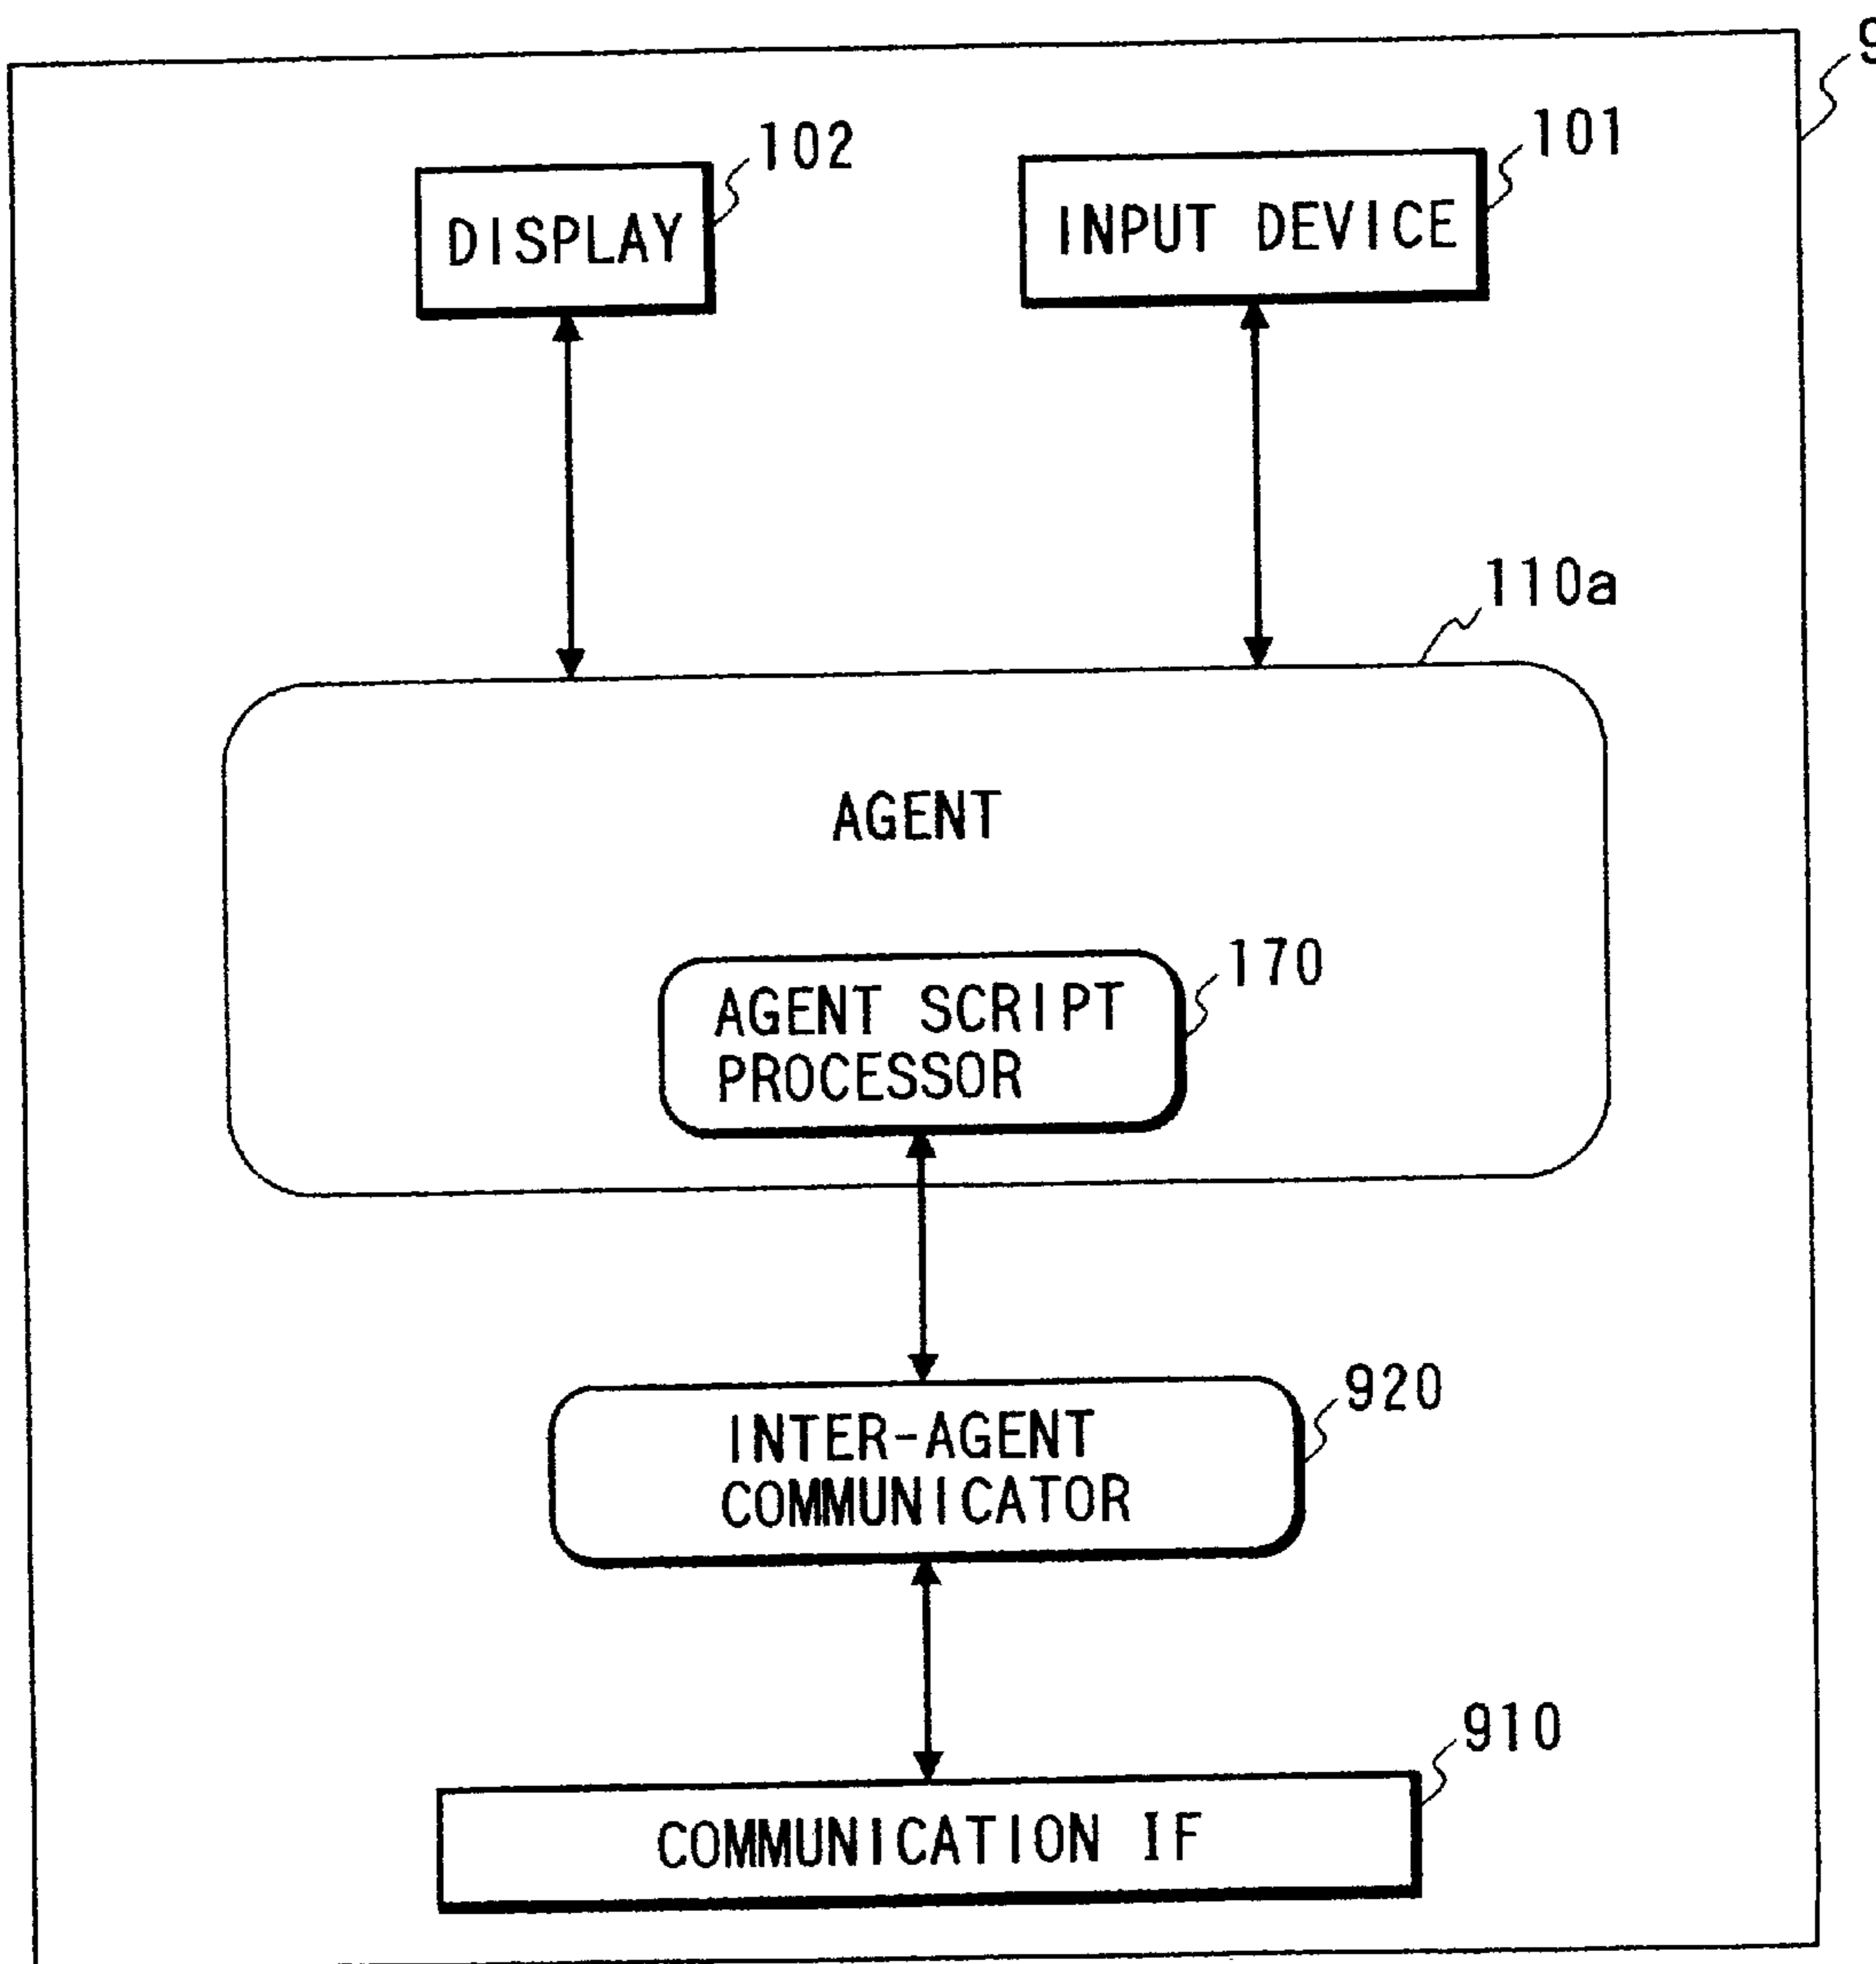 102
101
DISPLAY
INPUT DEVICE
110a
AGENT
170
AGENT SCRIPT
PROCESSOR
920
INTER-AGENT
COMMUNICATOR
910
COMMUNICATION IF